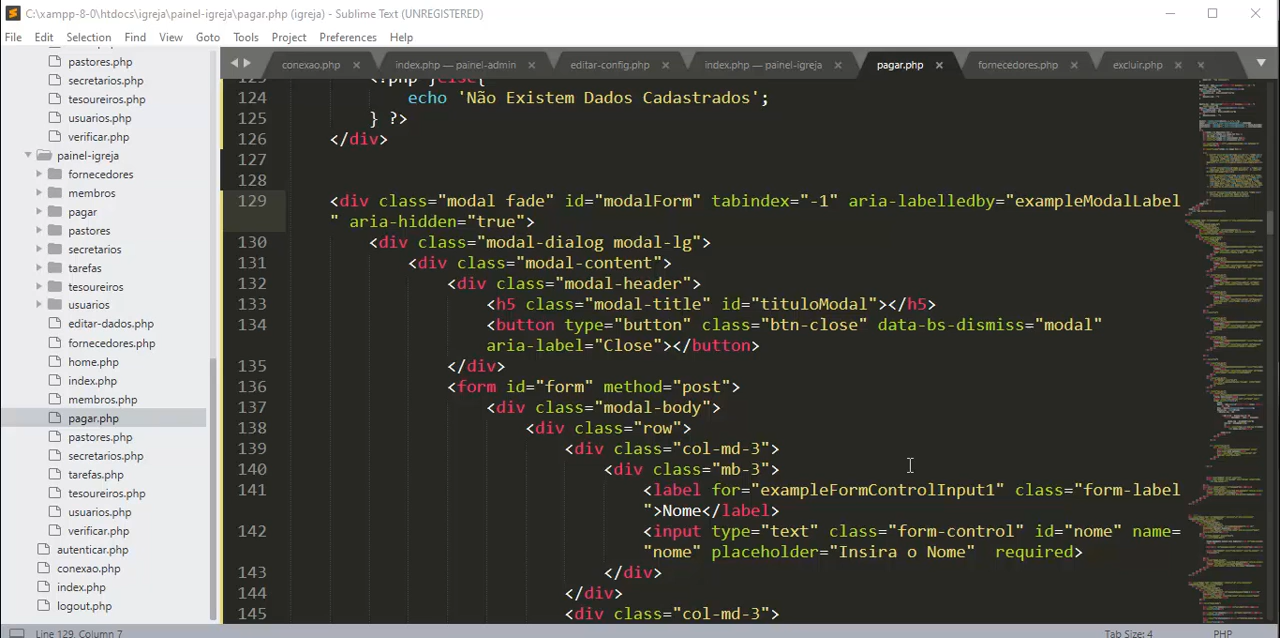 C:\xampp-8-0\htdocs\igreja\painel-igreja\pagar.php (igreja) - Sublime Text (UNREGISTERED)
File Edit Selection Find View Goto Tools Project Preferences Help
conexao.php index.php — painel-admin editar-config.php index.php — painel-igreja pagar.php fornecedores.php excluir.php
pastores.php
secretarios.php
tesoureiros.php
usuarios.php
verificar.php
painel-igreja
fornecedores
membros
pagar
pastores
secretarios
tarefas
tesoureiros
usuarios
editar-dados.php
fornecedores.php
home.php
index.php
membros.php
pagar.php
pastores.php
secretarios.php
tarefas.php
tesoureiros.php
usuarios.php
verificar.php
autenticar.php
conexao.php
index.php
logout.php
123 <?php }else{
124 echo 'Não Existem Dados Cadastrados';
125 } ?>
126 </div>
127
128
129 <div class="modal fade" id="modalForm" tabindex="-1" aria-labelledby="exampleModalLabel
" aria-hidden="true">
130 <div class="modal-dialog modal-lg">
131 <div class="modal-content">
132 <div class="modal-header">
133 <h5 class="modal-title" id="tituloModal"></h5>
134 <button type="button" class="btn-close" data-bs-dismiss="modal"
aria-label="Close"></button>
135 </div>
136 <form id="form" method="post">
137 <div class="modal-body">
138 <div class="row">
139 <div class="col-md-3">
140 <div class="mb-3">
141 <label for="exampleFormControlInput1" class="form-label
">Nome</label>
142 <input type="text" class="form-control" id="nome" name=
"nome" placeholder="Insira o Nome"  required>
143 </div>
144 </div>
145 <div class="col-md-3">
Line 129, Column 7 Tab Size: 4 PHP